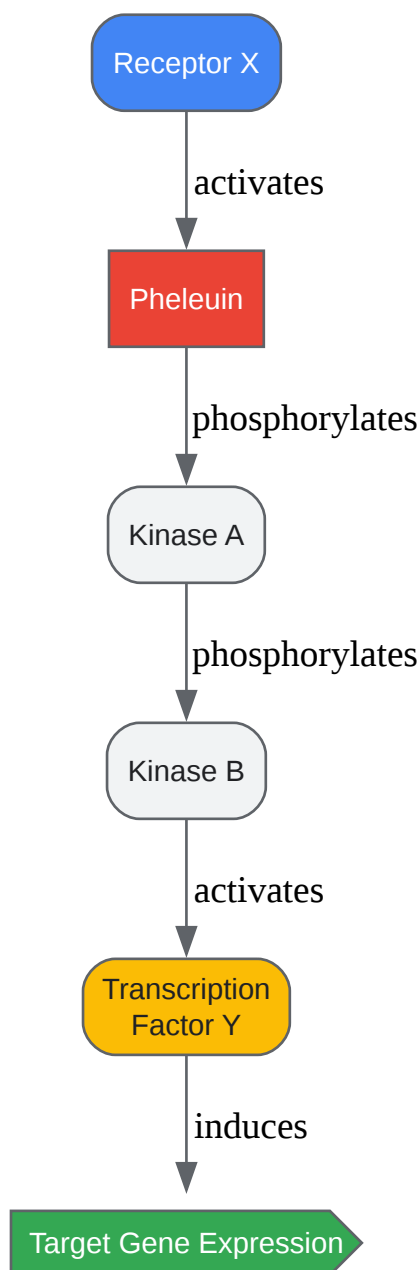 Receptor X
activates
Pheleuin
phosphorylates
Kinase A
phosphorylates
Kinase B
activates
Transcription
Factor Y
induces
Target Gene Expression